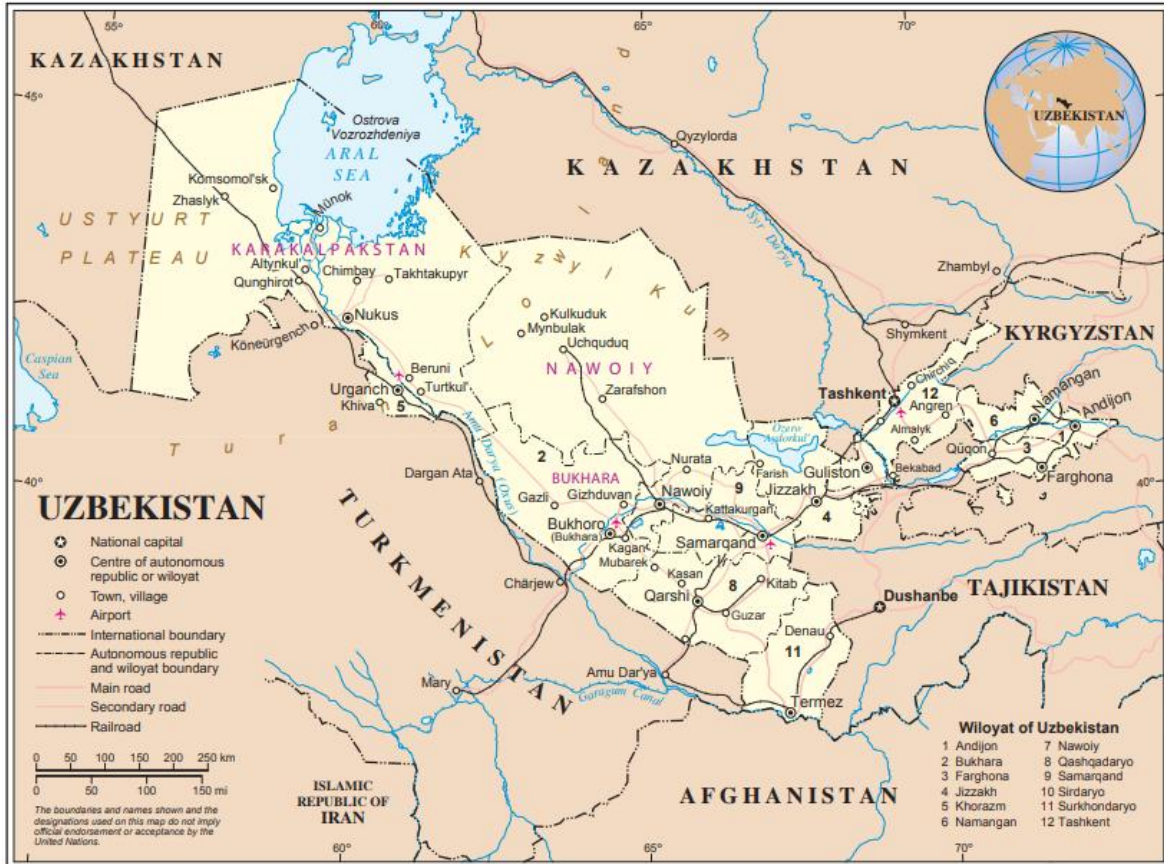 55°
60°
65°
70°
KAZAKHSTAN
45°
Ostrova
Vozrozhdeniya
ARAL
SEA
Qyzylorda
UZBEKISTAN
KAZAKHSTAN
Komsomol'sk
Zhaslyk
Mŭnok
Syr Darya
USTYURT
PLATEAU
KARAKALPAKSTAN
Kyzyl Kum
Altynkul'
Chimbay
Takhtakupyr
Qunghirot
Zhambyl
Nukus
Kulkuduk
Mynbulak
Uchquduq
Shymkent
KYRGYZSTAN
Köneürgench
Caspian
Sea
NAWOIY
Chirchiq
Beruni
Urganch
Turtkul'
Khiva
5
Zarafshon
Tashkent
12
Angren
Namangan
6
Andijon
1
Almalyk
Turan Lowland
Amu Darya (Oxus)
2
Qŭqon
3
BUKHARA
Nurata
Farish
Guliston
Bekabad
Farghona
40°
40°
Dargan Ata
Gazli
Gizhduvan
Nawoiy
9
Jizzakh
4
Kattakurgan
Bukhoro
(Bukhara)
Samarqand
Kagan
Mubarek
Kasan
8
Kitab
TAJIKISTAN
Chärjew
Qarshi
Guzar
Dushanbe
TURKMENISTAN
Denau
11
Amu Dar'ya
Mary
Garagum Canal
Termez
ISLAMIC
REPUBLIC OF
IRAN
AFGHANISTAN
UZBEKISTAN
National capital
Centre of autonomous
republic or wiloyat
Town, village
Airport
International boundary
Autonomous republic
and wiloyat boundary
Main road
Secondary road
Railroad
0 50 100 150 200 250 km
0 50 100 150 mi
The boundaries and names shown and the
designations used on this map do not imply
official endorsement or acceptance by the
United Nations.
Wiloyat of Uzbekistan
1 Andijon
2 Bukhara
3 Farghona
4 Jizzakh
5 Khorazm
6 Namangan
7 Nawoiy
8 Qashqadaryo
9 Samarqand
10 Sirdaryo
11 Surkhondaryo
12 Tashkent
60°
65°
70°